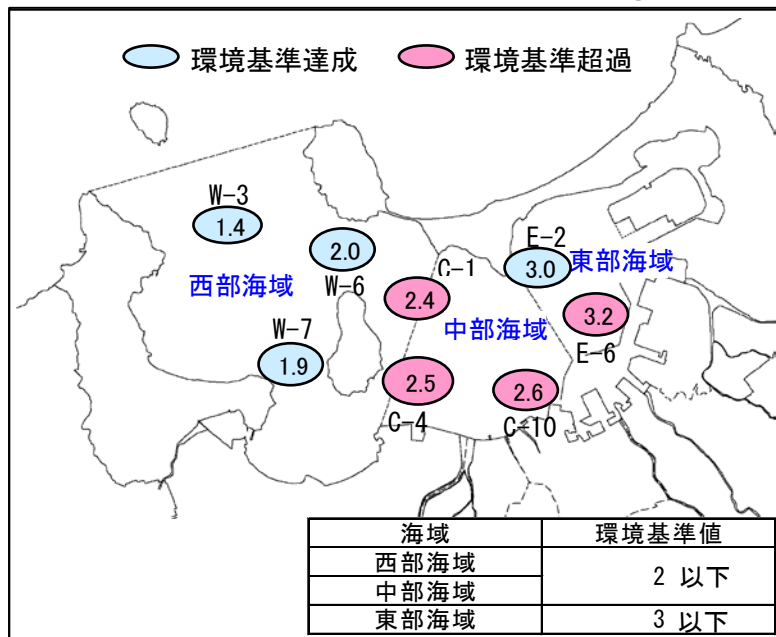 環境基準達成 環境基準超過
W-3
1.4
2.0
W-6
西部海域
W-7
1.9
C-1
2.4
中部海域
2.5
C-4
2.6
C-10
E-2
3.0
東部海域
3.2
E-6
海域 環境基準値
西部海域 2 以下
中部海域
東部海域 3 以下